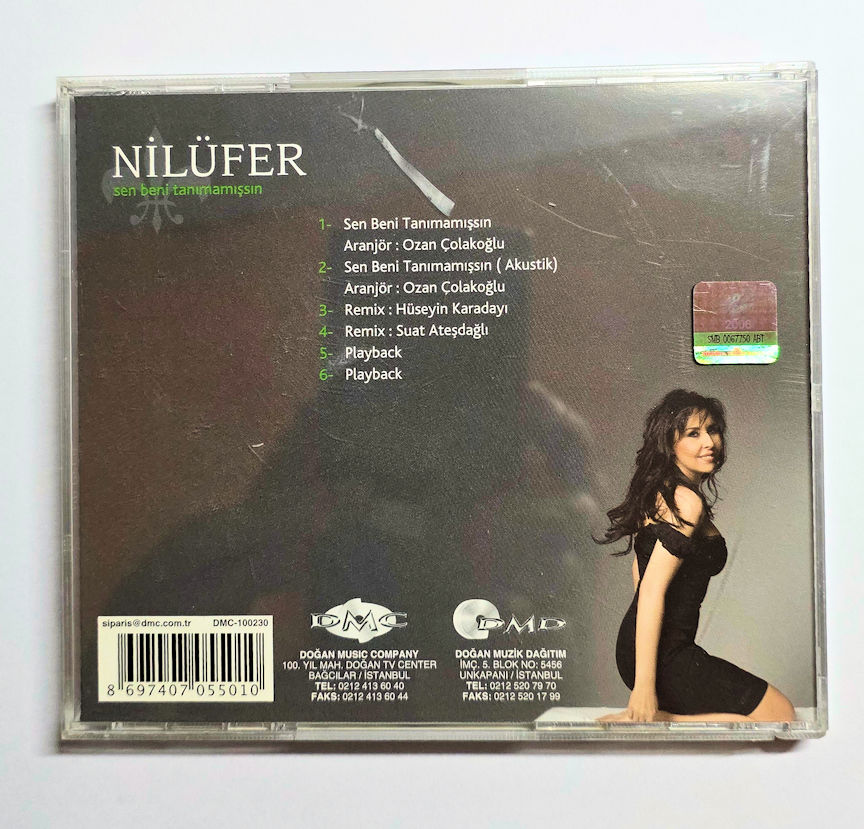 NİLÜFER
sen beni tanımamışsın
1- Sen Beni Tanımamışsın
Aranjör : Ozan Çolakoğlu
2- Sen Beni Tanımamışsın ( Akustik)
Aranjör : Ozan Çolakoğlu
3- Remix : Hüseyin Karadayı
4- Remix : Suat Ateşdağlı
5- Playback
6- Playback
SMB 0067750 ABT
siparis@dmc.com.tr DMC-100230
8 697407 055010
DMC
DOĞAN MUSIC COMPANY
100. YIL MAH. DOĞAN TV CENTER
BAĞCILAR / İSTANBUL
TEL: 0212 413 60 40
FAKS: 0212 413 60 44
DMD
DOĞAN MUZİK DAĞITIM
İMÇ. 5. BLOK NO: 5456
UNKAPANI / İSTANBUL
TEL: 0212 520 79 70
FAKS: 0212 520 17 99